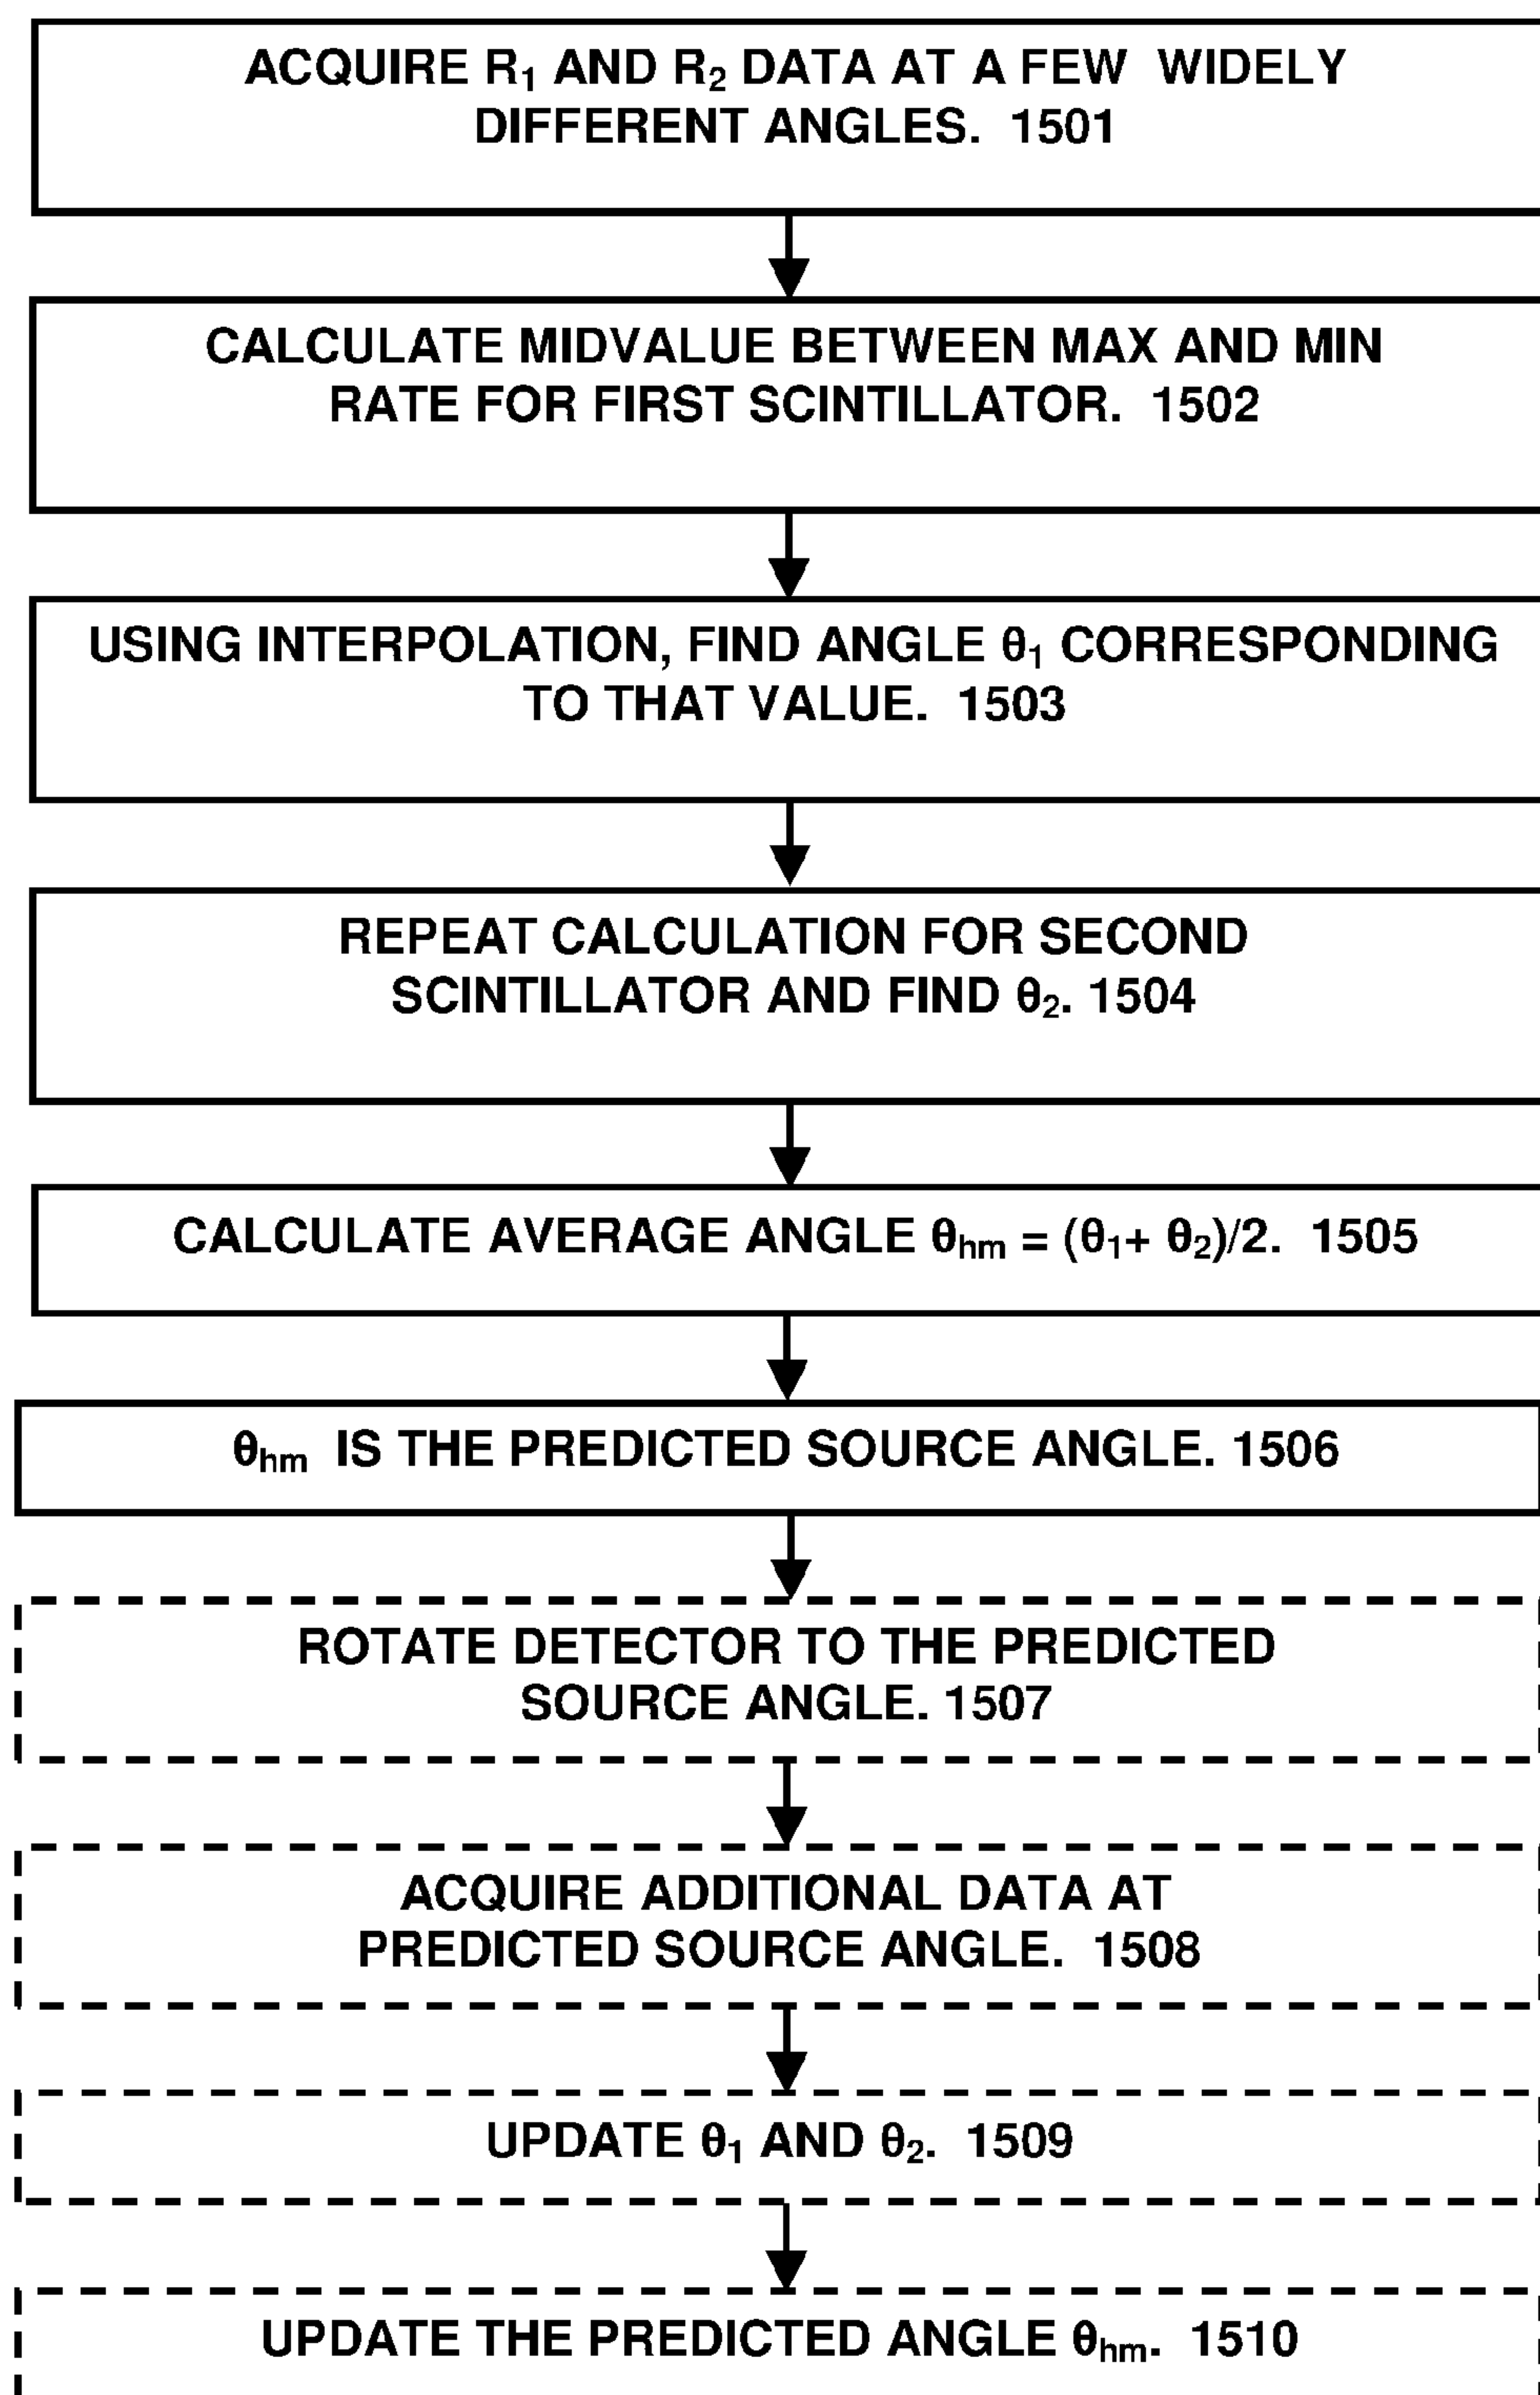 ACQUIRE R₁ AND R₂ DATA AT A FEW WIDELY
DIFFERENT ANGLES. 1501
CALCULATE MIDVALUE BETWEEN MAX AND MIN
RATE FOR FIRST SCINTILLATOR. 1502
USING INTERPOLATION, FIND ANGLE θ₁ CORRESPONDING
TO THAT VALUE. 1503
REPEAT CALCULATION FOR SECOND
SCINTILLATOR AND FIND θ₂. 1504
CALCULATE AVERAGE ANGLE θhm = (θ₁+ θ₂)/2. 1505
θhm IS THE PREDICTED SOURCE ANGLE. 1506
ROTATE DETECTOR TO THE PREDICTED
SOURCE ANGLE. 1507
ACQUIRE ADDITIONAL DATA AT
PREDICTED SOURCE ANGLE. 1508
UPDATE θ₁ AND θ₂. 1509
UPDATE THE PREDICTED ANGLE θhm. 1510